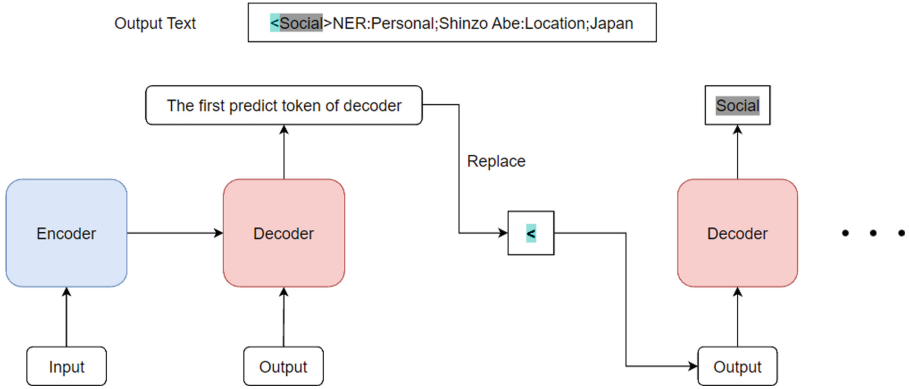 Output Text
<Social>NER:Personal;Shinzo Abe:Location;Japan
The first predict token of decoder
Social
Replace
Encoder
Decoder
<
Decoder
Input
Output
Output